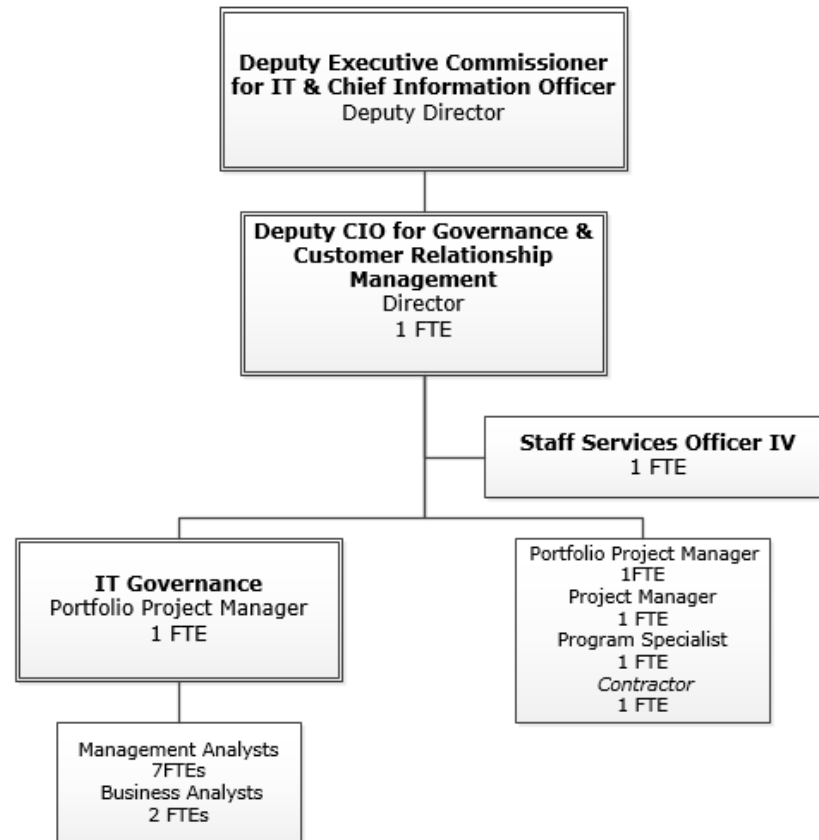 Deputy Executive Commissioner
for IT & Chief Information Officer
Deputy Director
Deputy CIO for Governance &
Customer Relationship
Management
Director
1 FTE
Staff Services Officer IV
1 FTE
IT Governance
Portfolio Project Manager
1 FTE
Portfolio Project Manager
1FTE
Project Manager
1 FTE
Program Specialist
1 FTE
Contractor
1 FTE
Management Analysts
7FTEs
Business Analysts
2 FTEs